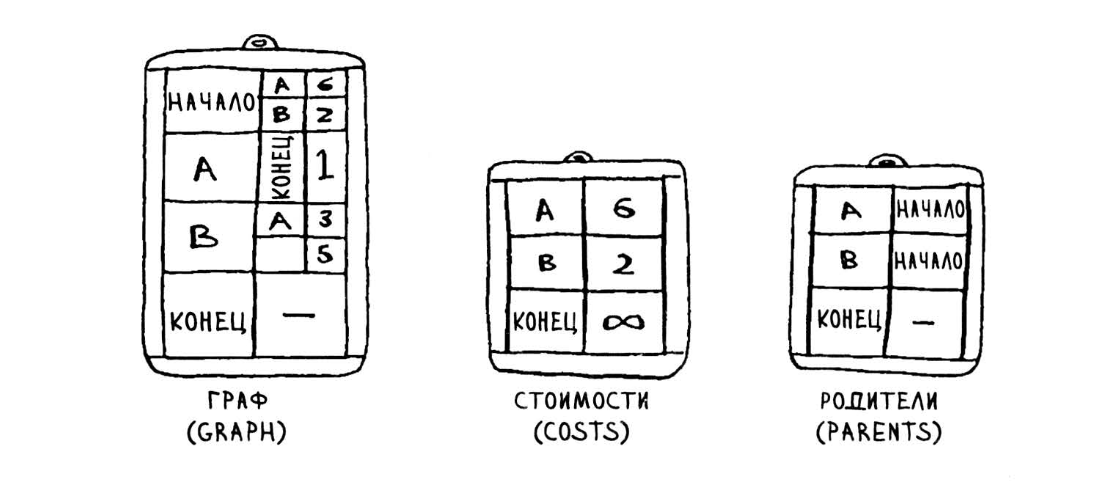 НАЧАЛО A 6
B 2
A КОНЕЦ 1
B A 3
5
КОНЕЦ —
ГРАФ
(GRAPH)
A 6
B 2
КОНЕЦ ∞
СТОИМОСТИ
(COSTS)
A НАЧАЛО
B НАЧАЛО
КОНЕЦ —
РОДИТЕЛИ
(PARENTS)